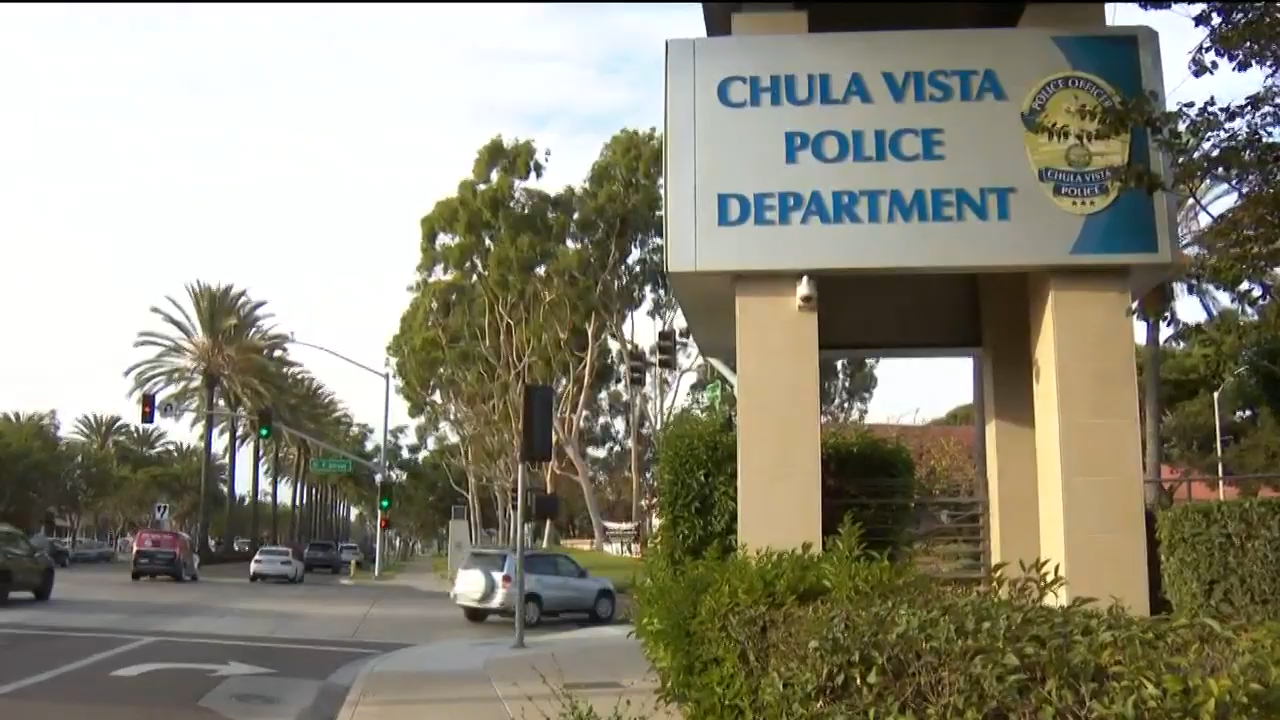 CHULA VISTA
POLICE
DEPARTMENT
POLICE OFFICER
CHULA VISTA
POLICE